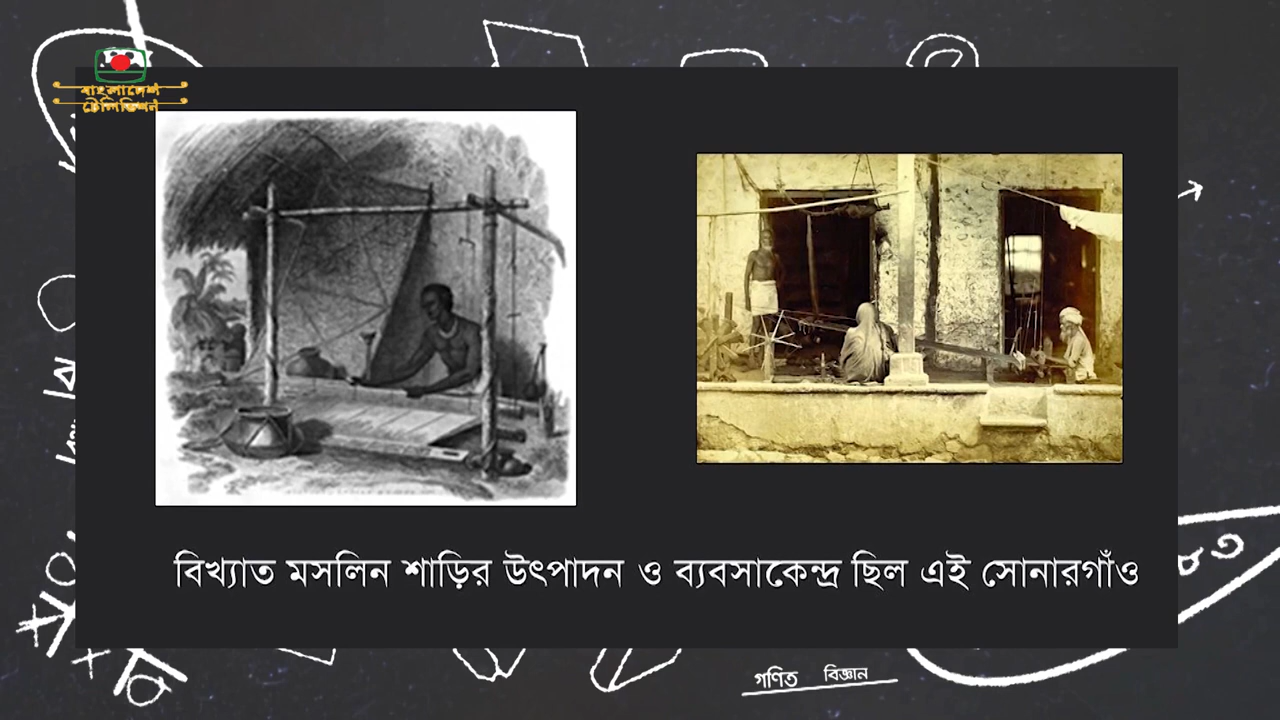 বাংলাদেশ
টেলিভিশন
বিখ্যাত মসলিন শাড়ির উৎপাদন ও ব্যবসাকেন্দ্র ছিল এই সোনারগাঁও
গণিত বিজ্ঞান